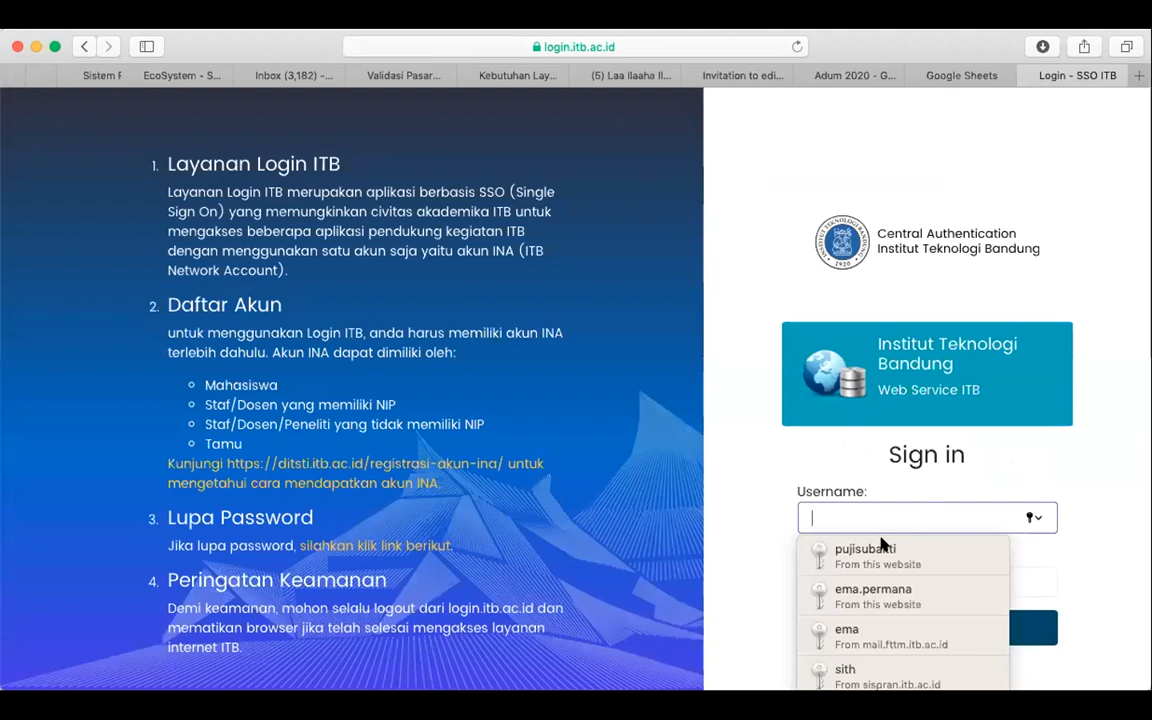 login.itb.ac.id
Sistem F
EcoSystem - S...
Inbox (3,182) -...
Validasi Pasar...
Kebutuhan Lay...
(5) Laa Ilaaha Il...
Invitation to edi...
Adum 2020 - G...
Google Sheets
Login - SSO ITB
1. Layanan Login ITB
Layanan Login ITB merupakan aplikasi berbasis SSO (Single
Sign On) yang memungkinkan civitas akademika ITB untuk
mengakses beberapa aplikasi pendukung kegiatan ITB
dengan menggunakan satu akun saja yaitu akun INA (ITB
Network Account).
2. Daftar Akun
untuk menggunakan Login ITB, anda harus memiliki akun INA
terlebih dahulu. Akun INA dapat dimiliki oleh:
Mahasiswa
Staf/Dosen yang memiliki NIP
Staf/Dosen/Peneliti yang tidak memiliki NIP
Tamu
Kunjungi https://ditsti.itb.ac.id/registrasi-akun-ina/ untuk
mengetahui cara mendapatkan akun INA.
3. Lupa Password
Jika lupa password, silahkan klik link berikut.
4. Peringatan Keamanan
Demi keamanan, mohon selalu logout dari login.itb.ac.id dan
mematikan browser jika telah selesai mengakses layanan
internet ITB.
INSTITUT TEKNOLOGI BANDUNG
1920
Central Authentication
Institut Teknologi Bandung
Institut Teknologi
Bandung
Web Service ITB
Sign in
Username:
pujisubakti
From this website
ema.permana
From this website
ema
From mail.fttm.itb.ac.id
sith
From sispran.itb.ac.id